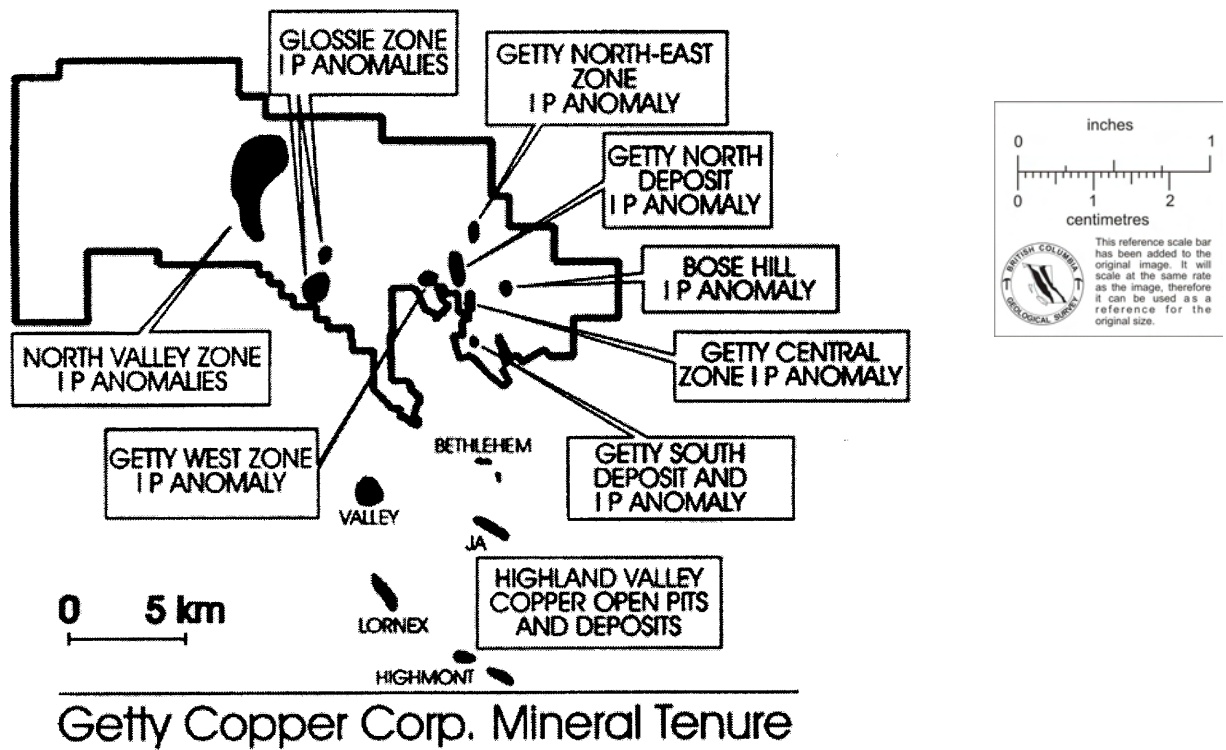 GLOSSIE ZONE
I P ANOMALIES
GETTY NORTH-EAST
ZONE
I P ANOMALY
GETTY NORTH
DEPOSIT
I P ANOMALY
BOSE HILL
I P ANOMALY
GETTY CENTRAL
ZONE I P ANOMALY
NORTH VALLEY ZONE
I P ANOMALIES
GETTY WEST ZONE
I P ANOMALY
GETTY SOUTH
DEPOSIT AND
I P ANOMALY
BETHLEHEM
VALLEY
JA
LORNEX
HIGHMONT
HIGHLAND VALLEY
COPPER OPEN PITS
AND DEPOSITS
0 5 km
Getty Copper Corp. Mineral Tenure
inches
0 1
0 1 2
centimetres
BRITISH COLUMBIA
GEOLOGICAL SURVEY
This reference scale bar
has been added to the
original image. It will
scale at the same rate
as the image, therefore
it can be used as a
reference for the
original size.